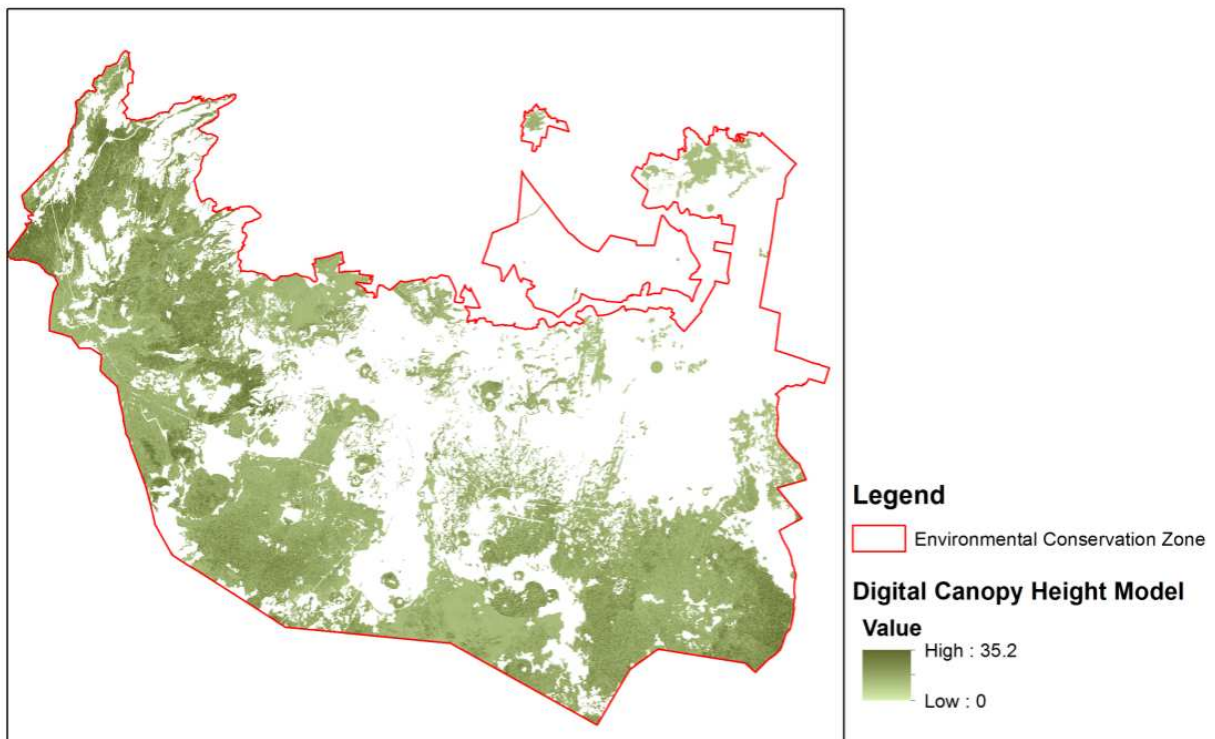 Legend
Environmental Conservation Zone
Digital Canopy Height Model
Value
High : 35.2
Low : 0